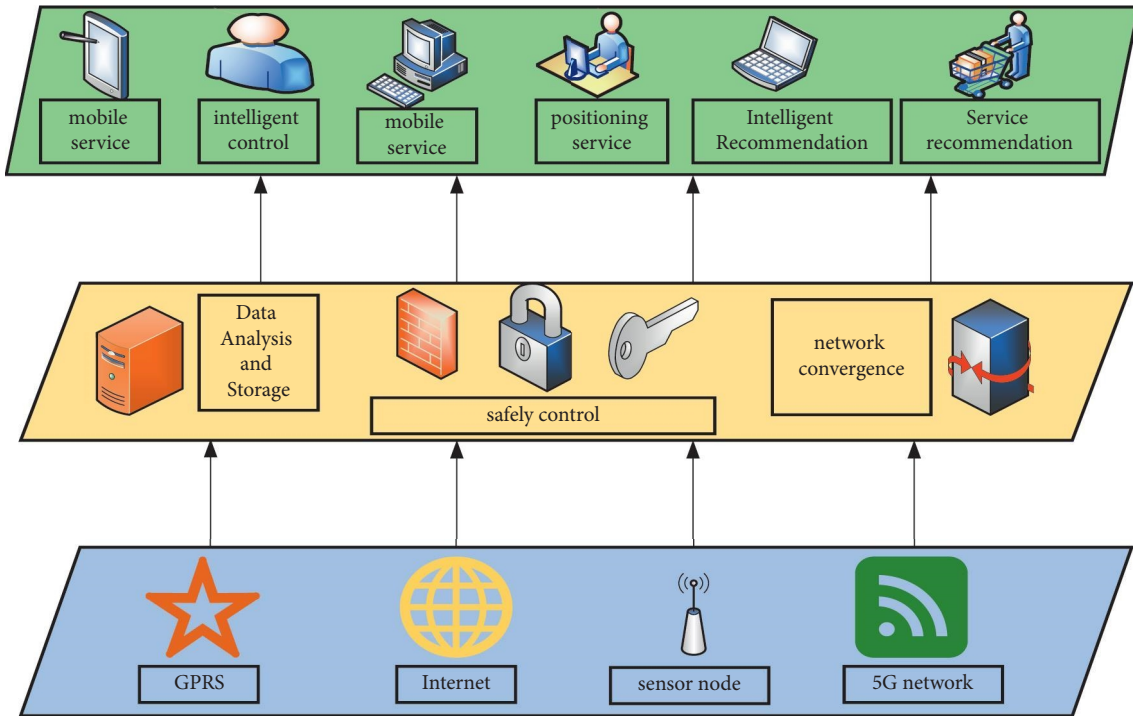 mobile
service
intelligent
control
mobile
service
positioning
service
Intelligent
Recommendation
Service
recommendation
Data
Analysis
and
Storage
safely control
network
convergence
GPRS
Internet
sensor node
5G network